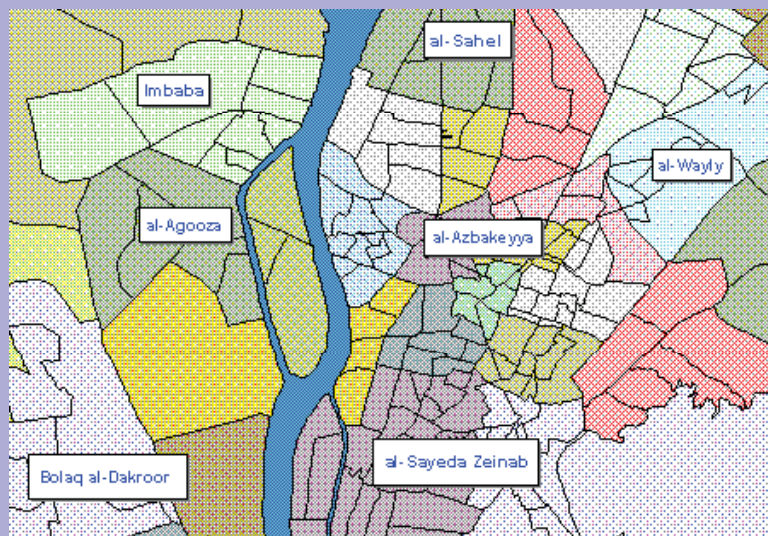 al-Sahel
Imbaba
al-Wayly
al-Agooza
al-Azbakeyya
al-Sayeda Zeinab
Bolaq al-Dakroor